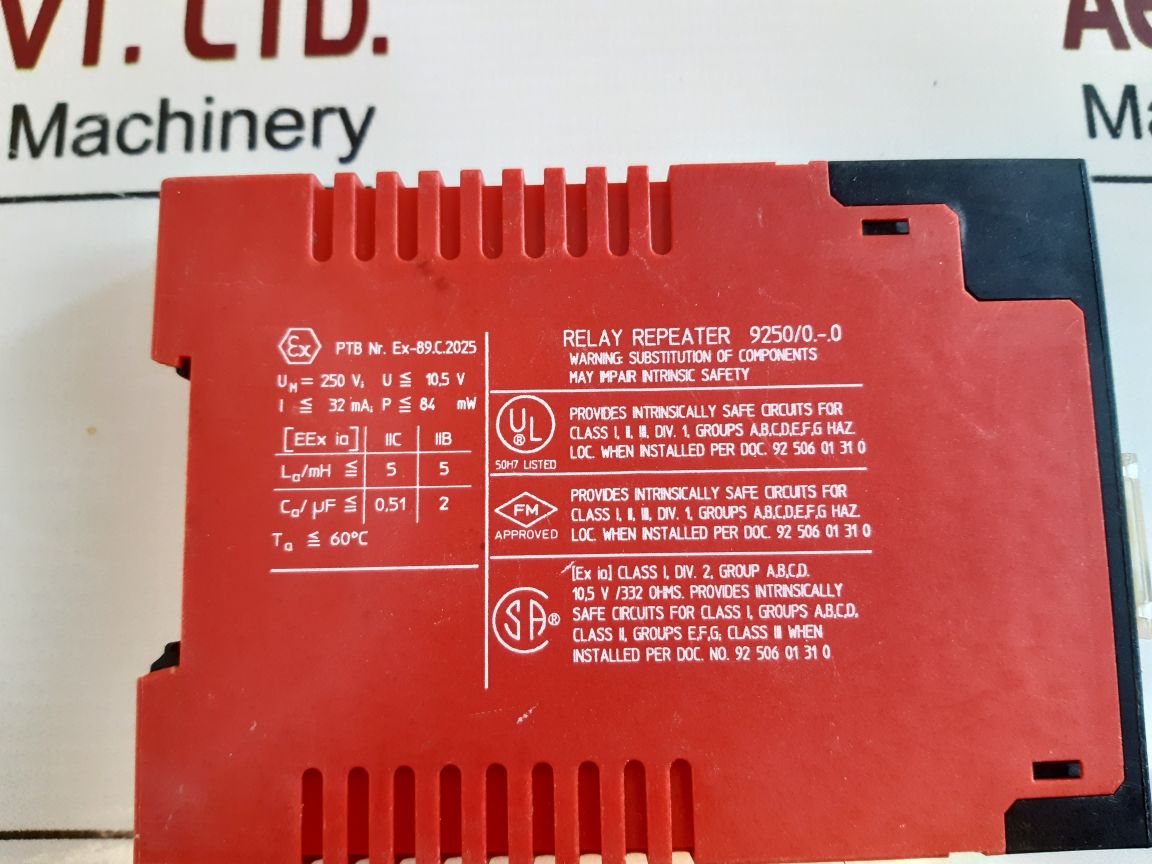 VT. LTD.
Machinery
Ex PTB Nr. Ex-89.C.2025
UM = 250 V; U ≦ 10,5 V
I ≦ 32 mA; P ≦ 84 mW
[EEx ia] IIC IIB
La/mH ≦ 5 5
Ca/µF ≦ 0,51 2
Ta ≦ 60°C
RELAY REPEATER 9250/0.-.0
WARNING: SUBSTITUTION OF COMPONENTS
MAY IMPAIR INTRINSIC SAFETY
UL ®
50H7 LISTED
PROVIDES INTRINSICALLY SAFE CIRCUITS FOR
CLASS I, II, III, DIV. 1, GROUPS A,B,C,D,E,F,G HAZ.
LOC. WHEN INSTALLED PER DOC. 92 506 01 31 0
FM
APPROVED
PROVIDES INTRINSICALLY SAFE CIRCUITS FOR
CLASS I, II, III, DIV. 1, GROUPS A,B,C,D,E,F,G HAZ.
LOC. WHEN INSTALLED PER DOC. 92 506 01 31 0
SA ®
[Ex ia] CLASS I, DIV. 2, GROUP A,B,C,D.
10,5 V /332 OHMS. PROVIDES INTRINSICALLY
SAFE CIRCUITS FOR CLASS I, GROUPS A,B,C,D,
CLASS II, GROUPS E,F,G; CLASS III WHEN
INSTALLED PER DOC. NO. 92 506 01 31 0